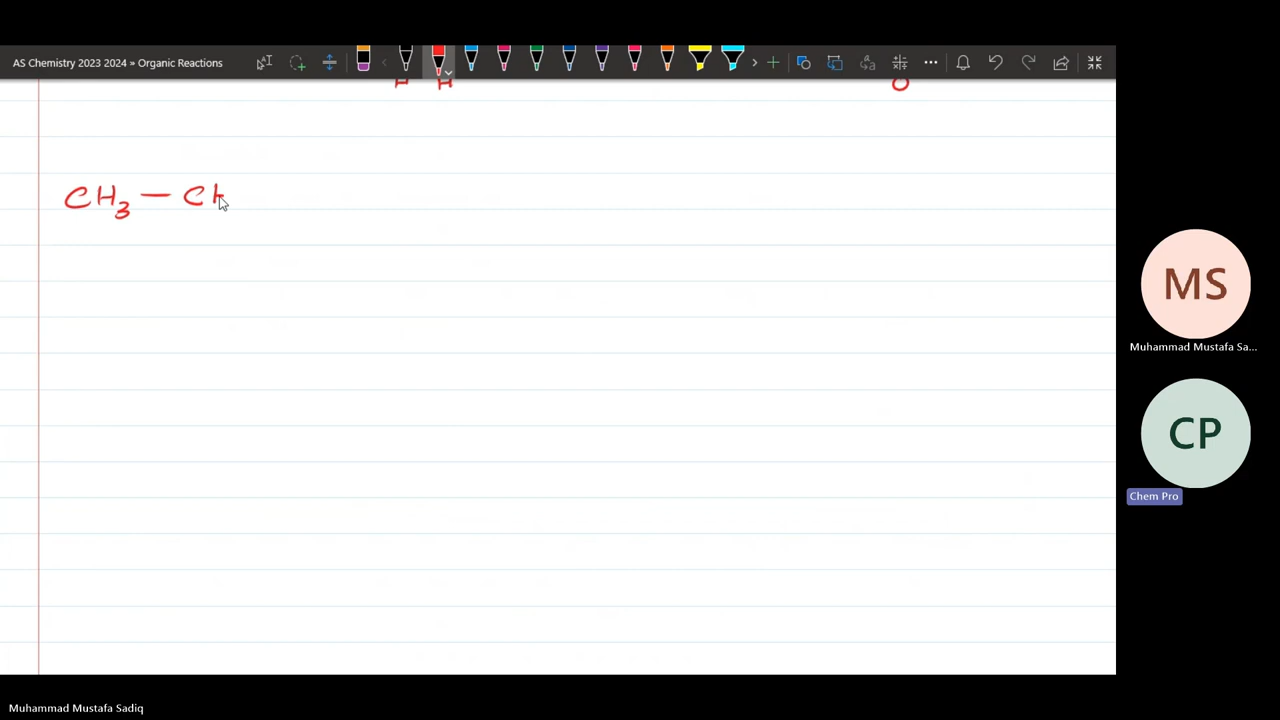 AS Chemistry 2023 2024 » Organic Reactions
H H O
CH₃ — CH
MS
Muhammad Mustafa Sa...
CP
Chem Pro
Muhammad Mustafa Sadiq